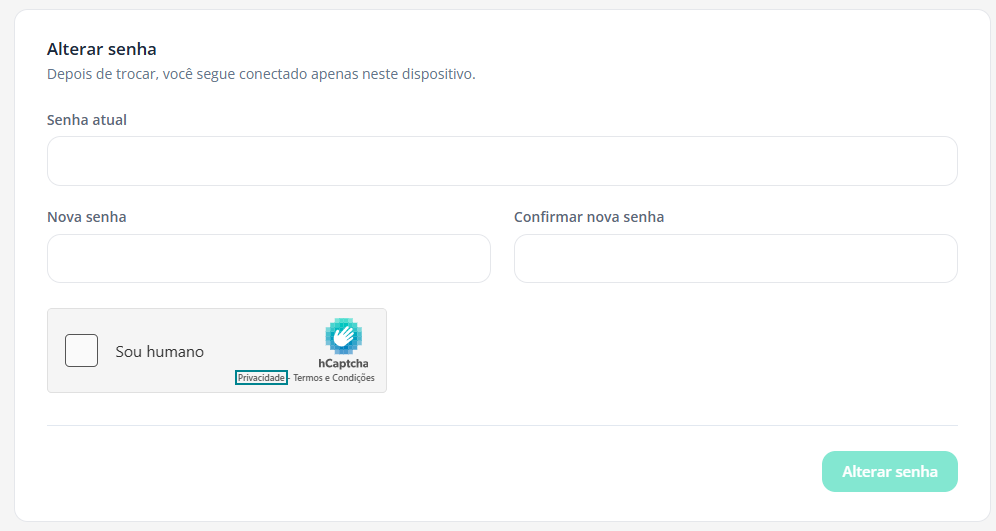 Alterar senha
Depois de trocar, você segue conectado apenas neste dispositivo.
Senha atual
Nova senha
Confirmar nova senha
Sou humano
hCaptcha
Privacidade - Termos e Condições
Alterar senha